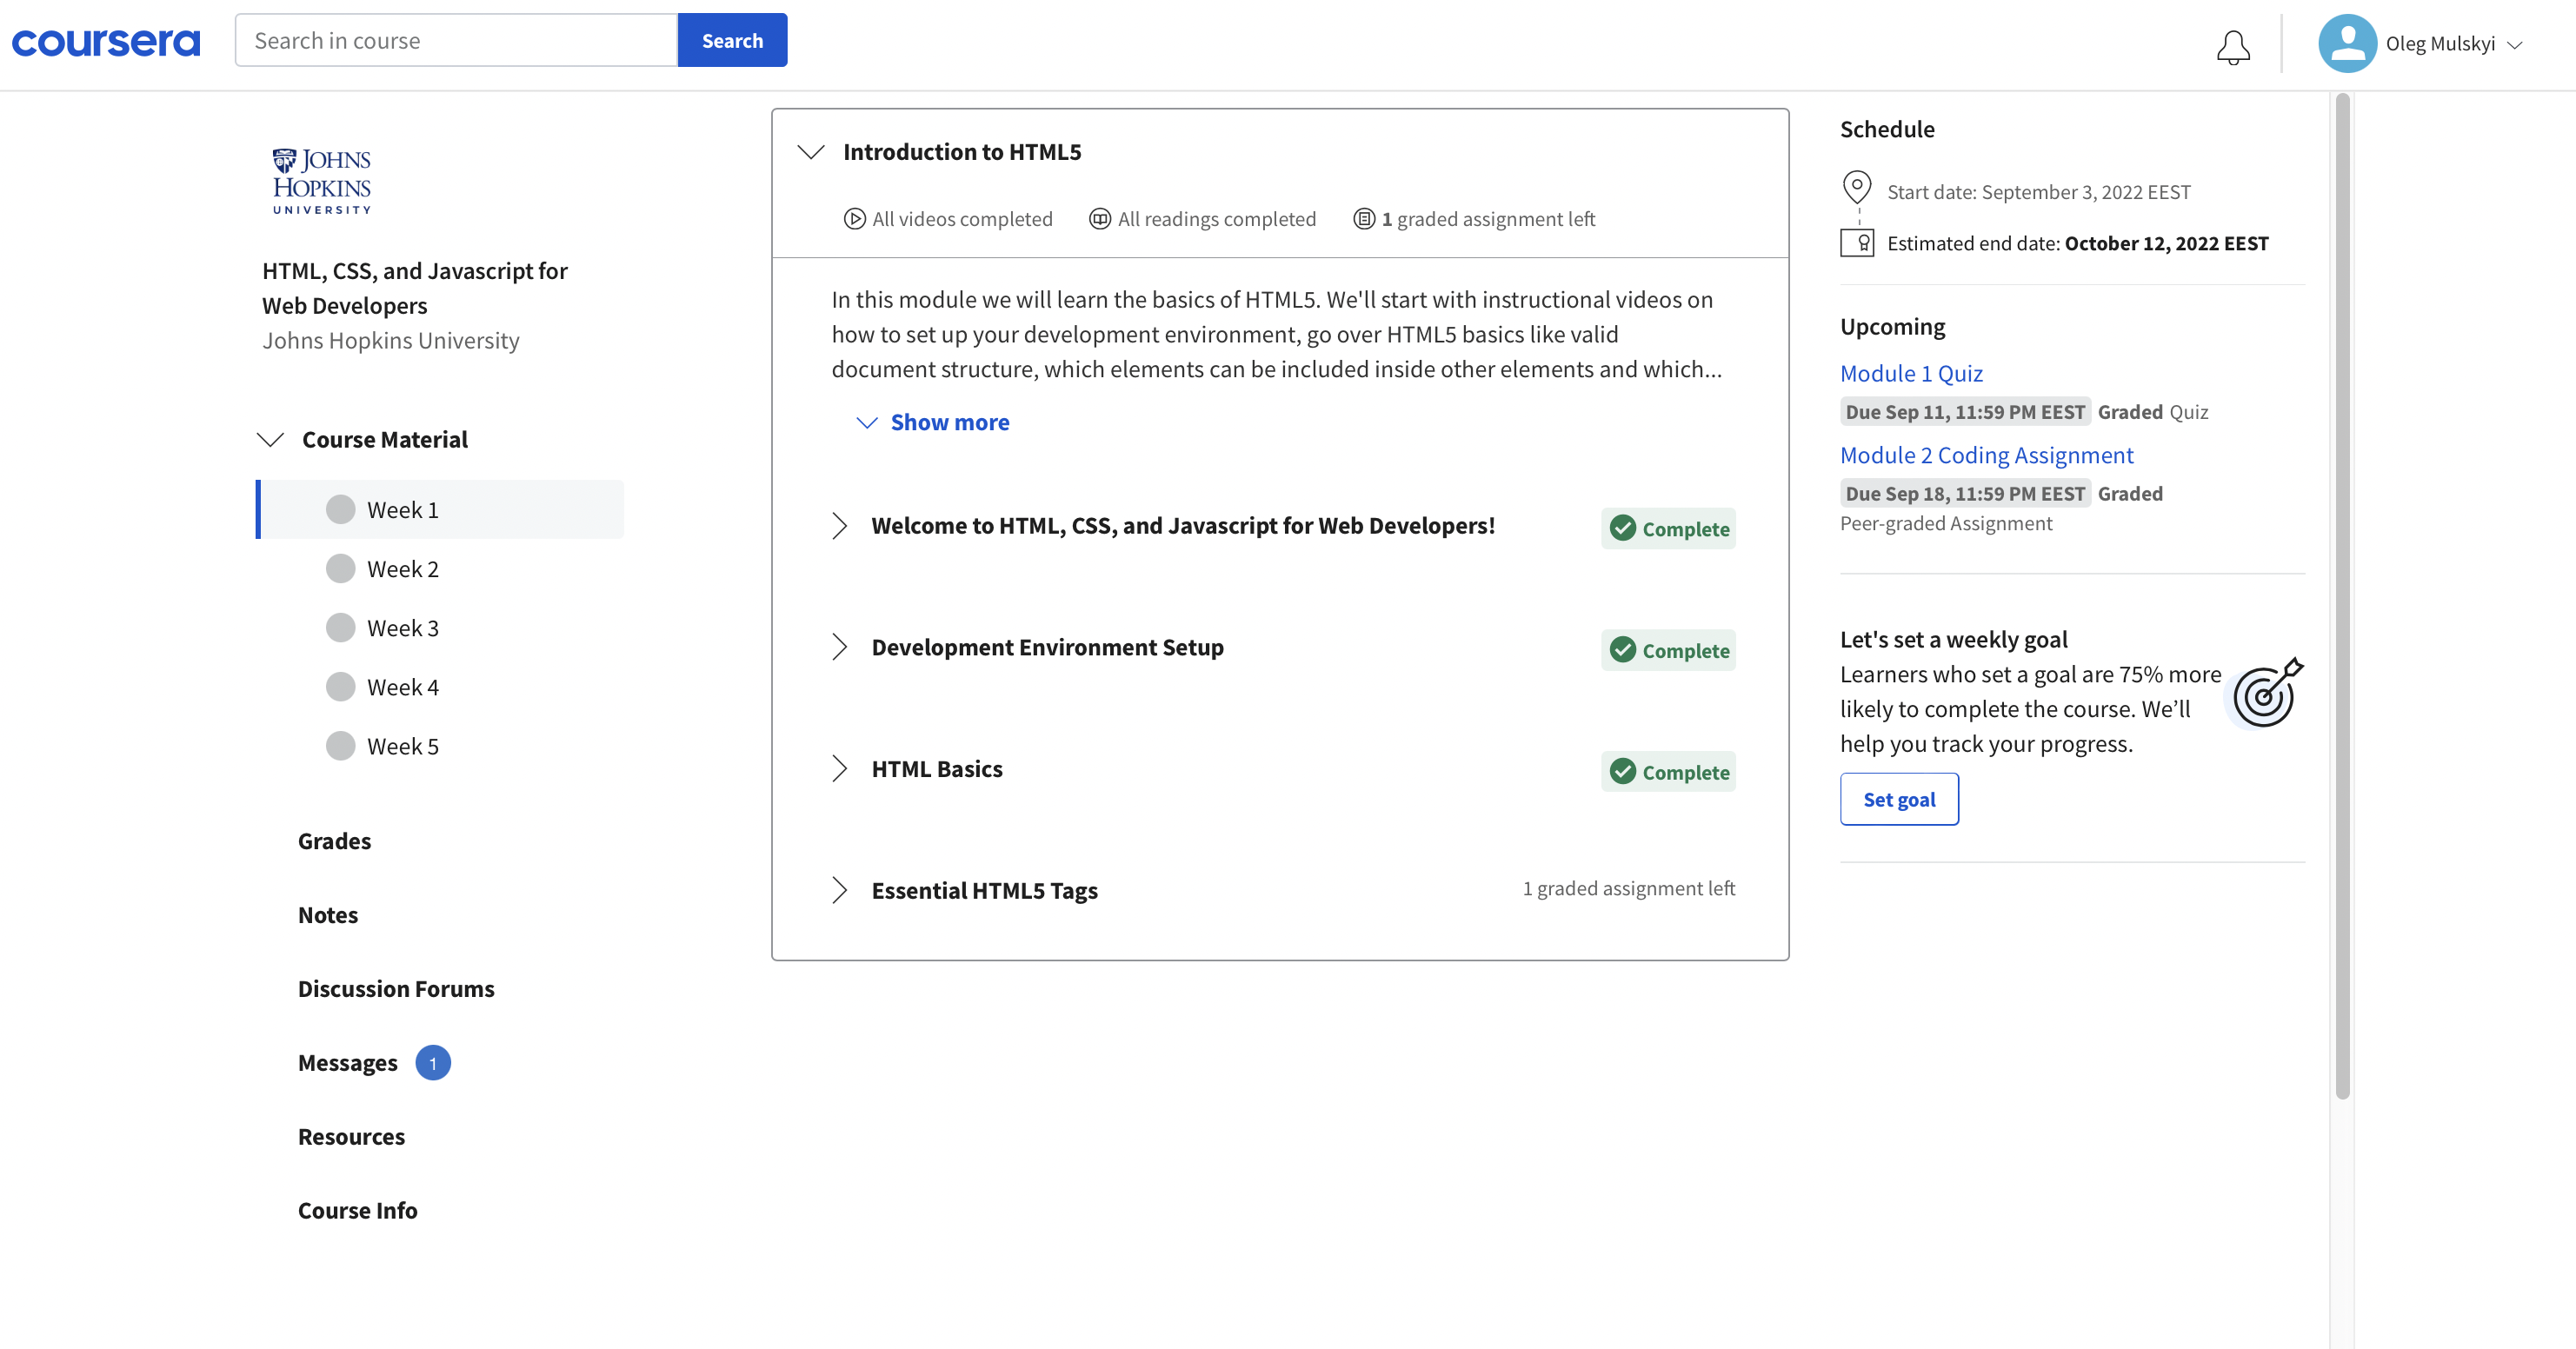 coursera
Search in course
Search
Oleg Mulskyi
JOHNS
HOPKINS
UNIVERSITY
HTML, CSS, and Javascript for
Web Developers
Johns Hopkins University
Course Material
Week 1
Week 2
Week 3
Week 4
Week 5
Grades
Notes
Discussion Forums
Messages 1
Resources
Course Info
Introduction to HTML5
All videos completed All readings completed 1 graded assignment left
In this module we will learn the basics of HTML5. We'll start with instructional videos on
how to set up your development environment, go over HTML5 basics like valid
document structure, which elements can be included inside other elements and which...
Show more
Welcome to HTML, CSS, and Javascript for Web Developers! Complete
Development Environment Setup Complete
HTML Basics Complete
Essential HTML5 Tags 1 graded assignment left
Schedule
Start date: September 3, 2022 EEST
Estimated end date: October 12, 2022 EEST
Upcoming
Module 1 Quiz
Due Sep 11, 11:59 PM EEST Graded Quiz
Module 2 Coding Assignment
Due Sep 18, 11:59 PM EEST Graded
Peer-graded Assignment
Let's set a weekly goal
Learners who set a goal are 75% more
likely to complete the course. We’ll
help you track your progress.
Set goal